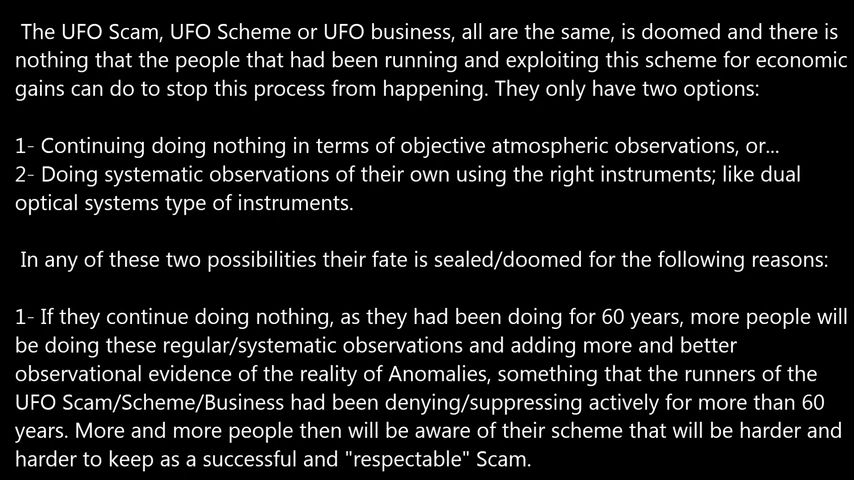 The UFO Scam, UFO Scheme or UFO business, all are the same, is doomed and there is
nothing that the people that had been running and exploiting this scheme for economic
gains can do to stop this process from happening. They only have two options:
1- Continuing doing nothing in terms of objective atmospheric observations, or...
2- Doing systematic observations of their own using the right instruments; like dual
optical systems type of instruments.
In any of these two possibilities their fate is sealed/doomed for the following reasons:
1- If they continue doing nothing, as they had been doing for 60 years, more people will
be doing these regular/systematic observations and adding more and better
observational evidence of the reality of Anomalies, something that the runners of the
UFO Scam/Scheme/Business had been denying/suppressing actively for more than 60
years. More and more people then will be aware of their scheme that will be harder and
harder to keep as a successful and "respectable" Scam.